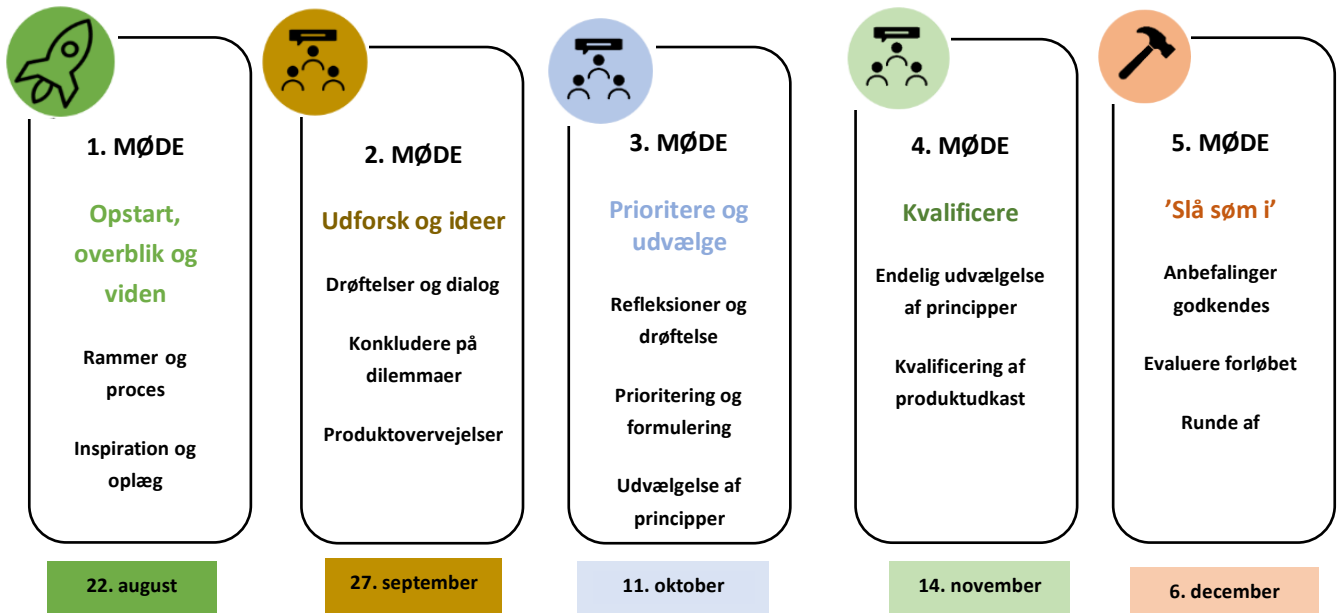 1. MØDE
Opstart,
overblik og
viden
Rammer og
proces
Inspiration og
oplæg
22. august
2. MØDE
Udforsk og ideer
Drøftelser og dialog
Konkludere på
dilemmaer
Produktovervejelser
27. september
3. MØDE
Prioritere og
udvælge
Refleksioner og
drøftelse
Prioritering og
formulering
Udvælgelse af
principper
11. oktober
4. MØDE
Kvalificere
Endelig udvælgelse
af principper
Kvalificering af
produktudkast
14. november
5. MØDE
’Slå søm i’
Anbefalinger
godkendes
Evaluere forløbet
Runde af
6. december